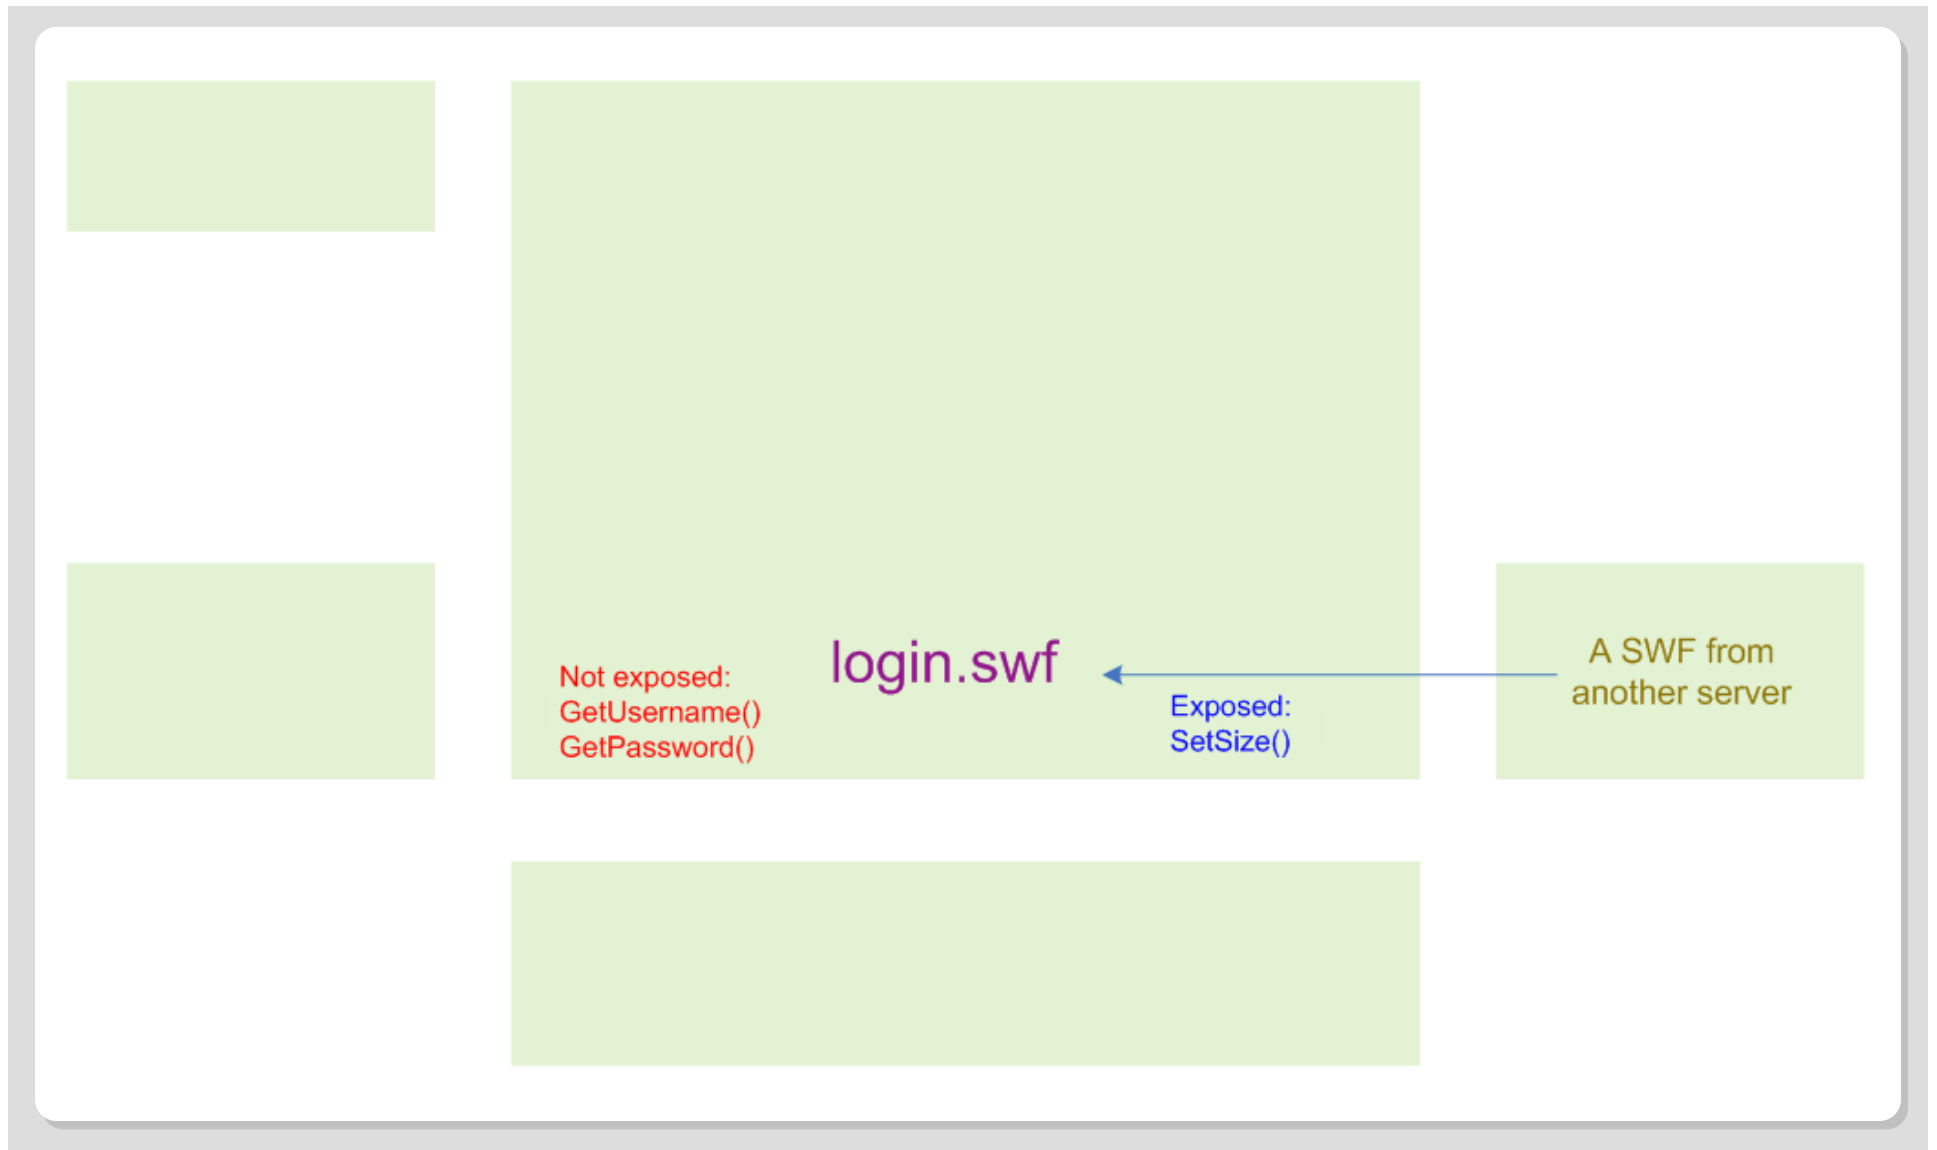 login.swf
Not exposed:
GetUsername()
GetPassword()
Exposed:
SetSize()
A SWF from
another server